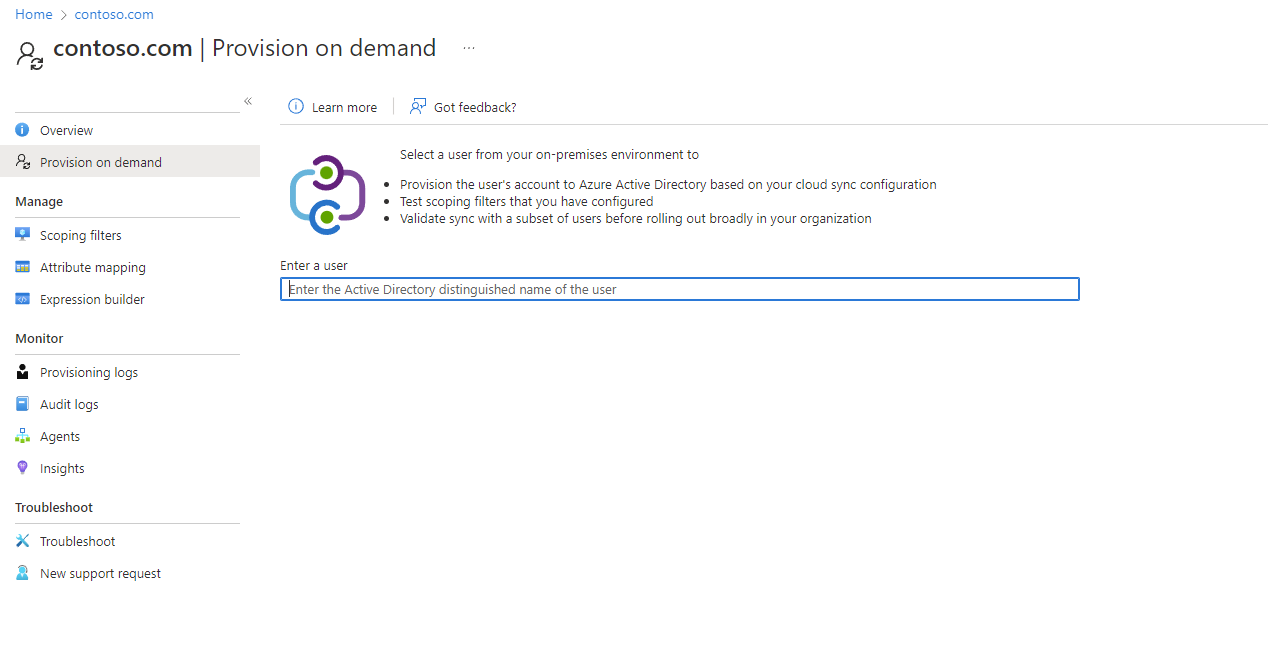 Home > contoso.com
contoso.com | Provision on demand ...
«
Learn more
Got feedback?
Overview
Provision on demand
Manage
Scoping filters
Attribute mapping
Expression builder
Monitor
Provisioning logs
Audit logs
Agents
Insights
Troubleshoot
Troubleshoot
New support request
Select a user from your on-premises environment to
• Provision the user's account to Azure Active Directory based on your cloud sync configuration
• Test scoping filters that you have configured
• Validate sync with a subset of users before rolling out broadly in your organization
Enter a user
Enter the Active Directory distinguished name of the user